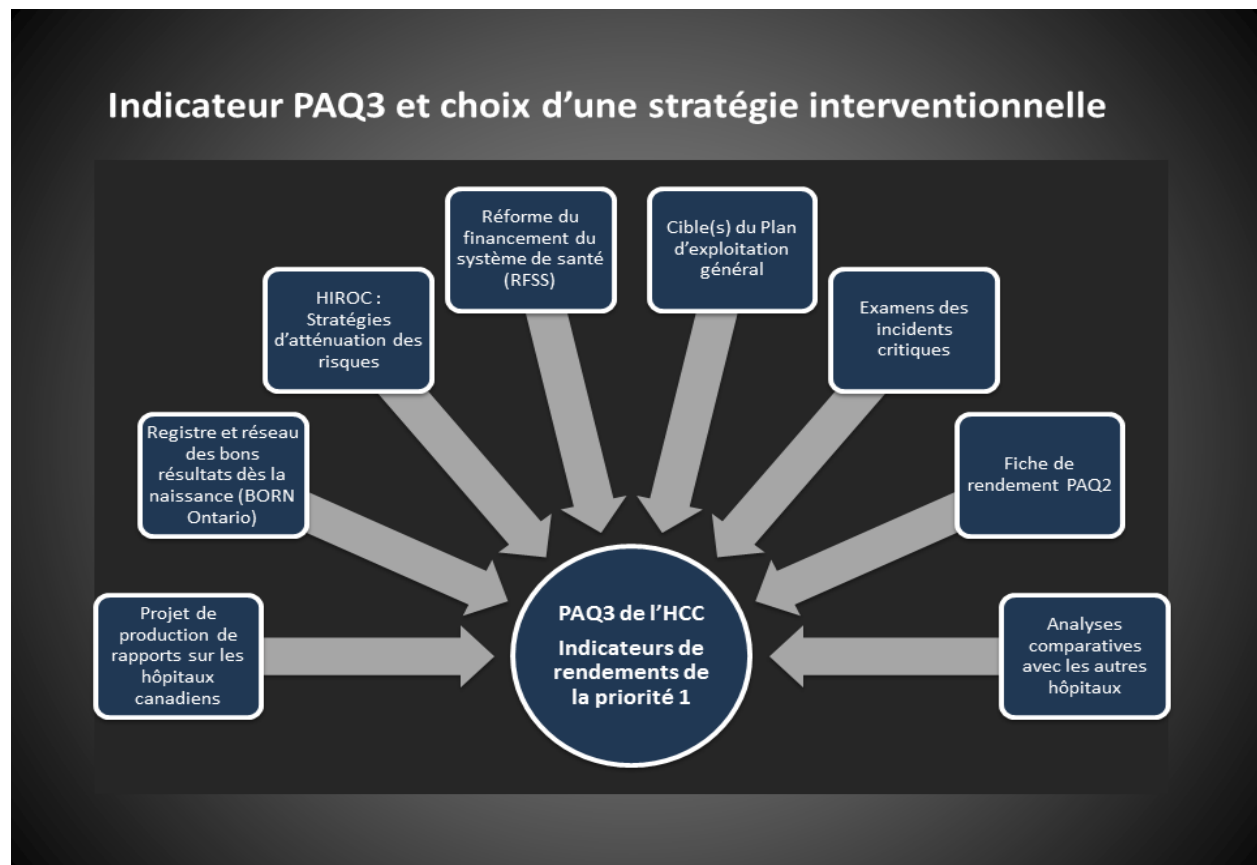 Indicateur PAQ3 et choix d’une stratégie interventionnelle
Projet de
production de
rapports sur les
hôpitaux
canadiens
Registre et réseau
des bons
résultats dès la
naissance (BORN
Ontario)
HIROC :
Stratégies
d’atténuation des
risques
Réforme du
financement du
système de santé
(RFSS)
Cible(s) du Plan
d’exploitation
général
Examens des
incidents
critiques
Fiche de
rendement PAQ2
Analyses
comparatives
avec les autres
hôpitaux
PAQ3 de l’HCC
Indicateurs de
rendements de
la priorité 1